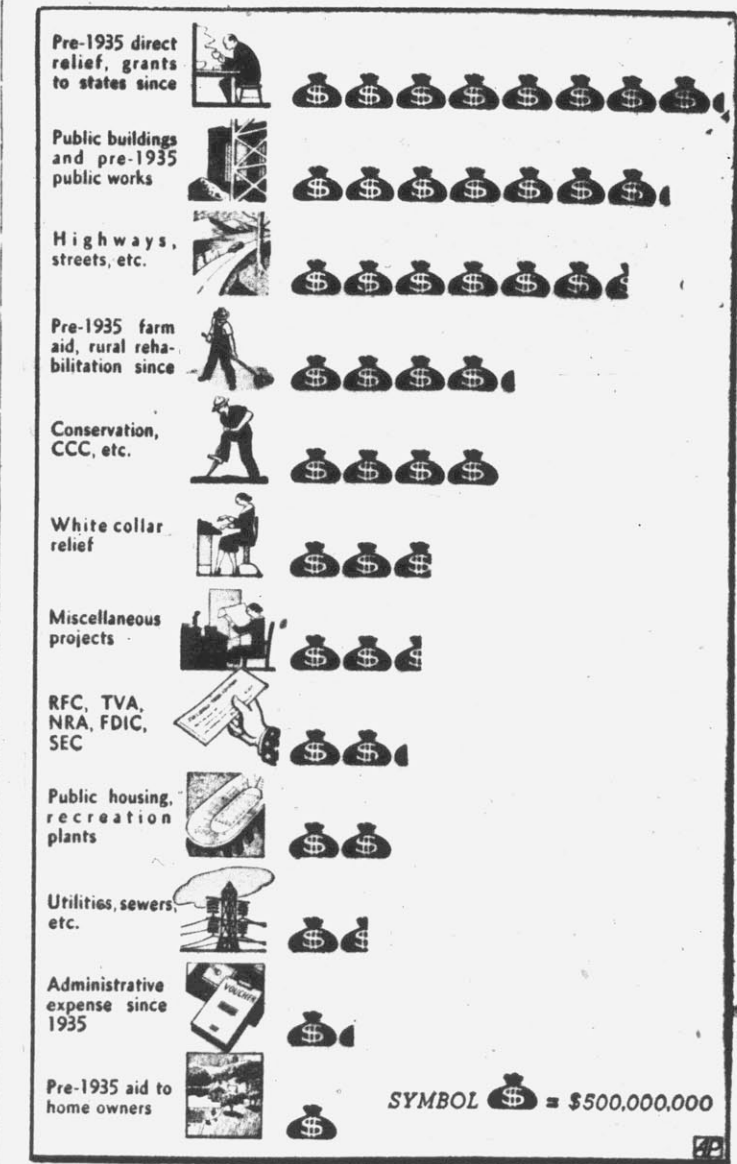 Pre-1935 direct
relief, grants
to states since
Public buildings
and pre-1935
public works
Highways,
streets, etc.
Pre-1935 farm
aid, rural reha-
bilitation since
Conservation,
CCC, etc.
White collar
relief
Miscellaneous
projects
RFC, TVA,
NRA, FDIC,
SEC
Public housing,
recreation
plants
Utilities, sewers,
etc.
Administrative
expense since
1935
VOUCHER
Pre-1935 aid to
home owners
SYMBOL $ = $500,000,000
AP